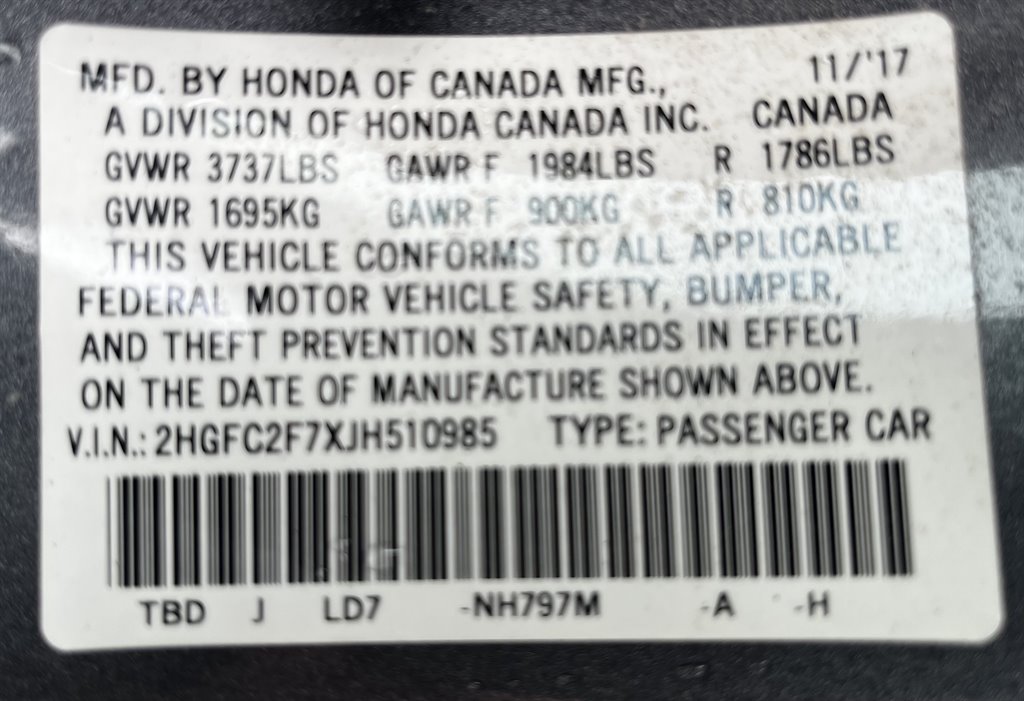 MFD. BY HONDA OF CANADA MFG., 11/'17
A DIVISION OF HONDA CANADA INC. CANADA
GVWR 3737LBS GAWR F 1984LBS R 1786LBS
GVWR 1695KG GAWR F 900KG R 810KG
THIS VEHICLE CONFORMS TO ALL APPLICABLE
FEDERAL MOTOR VEHICLE SAFETY, BUMPER,
AND THEFT PREVENTION STANDARDS IN EFFECT
ON THE DATE OF MANUFACTURE SHOWN ABOVE.
V.I.N.: 2HGFC2F7XJH510985 TYPE: PASSENGER CAR
TBD J LD7 -NH797M -A -H